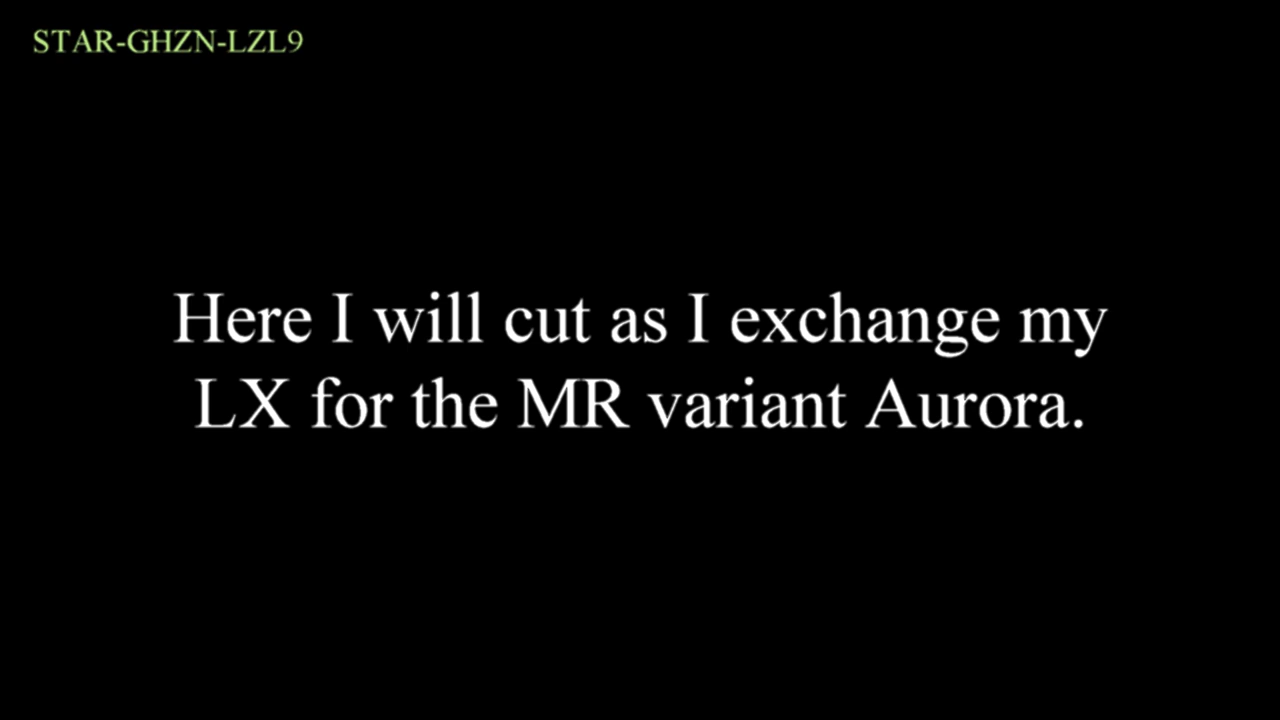 STAR-GHZN-LZL9
Here I will cut as I exchange my
LX for the MR variant Aurora.